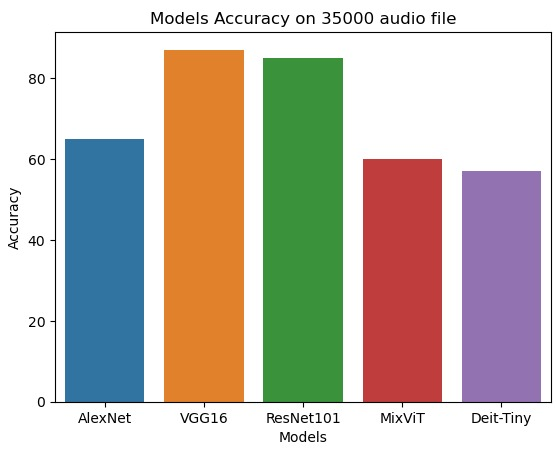 Models Accuracy on 35000 audio file
Accuracy
80
60
40
20
0
AlexNet VGG16 ResNet101 MixViT Deit-Tiny
Models